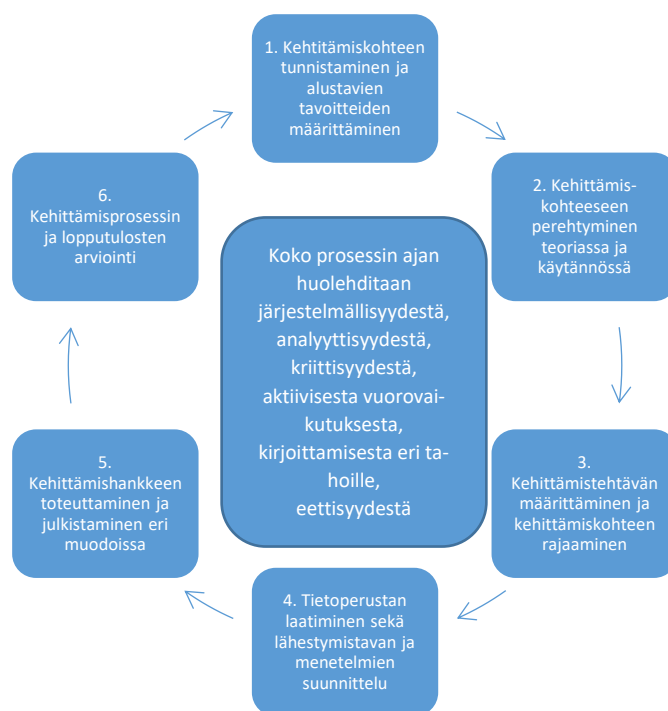 1. Kehtitämiskohteen
tunnistaminen ja
alustavien
tavoitteiden
määrittäminen
2. Kehittämis-
kohteeseen
perehtyminen
teoriassa ja
käytännössä
3.
Kehittämistehtävän
määrittäminen ja
kehittämiskohteen
rajaaminen
4. Tietoperustan
laatiminen sekä
lähestymistavan ja
menetelmien
suunnittelu
5.
Kehittämishankkeen
toteuttaminen ja
julkistaminen eri
muodoissa
6.
Kehittämisprosessin
ja lopputulosten
arviointi
Koko prosessin ajan
huolehditaan
järjestelmällisyydestä,
analyyttisyydestä,
kriittisyydestä,
aktiivisesta vuorovai-
kutuksesta,
kirjoittamisesta eri ta-
hoille,
eettisyydestä